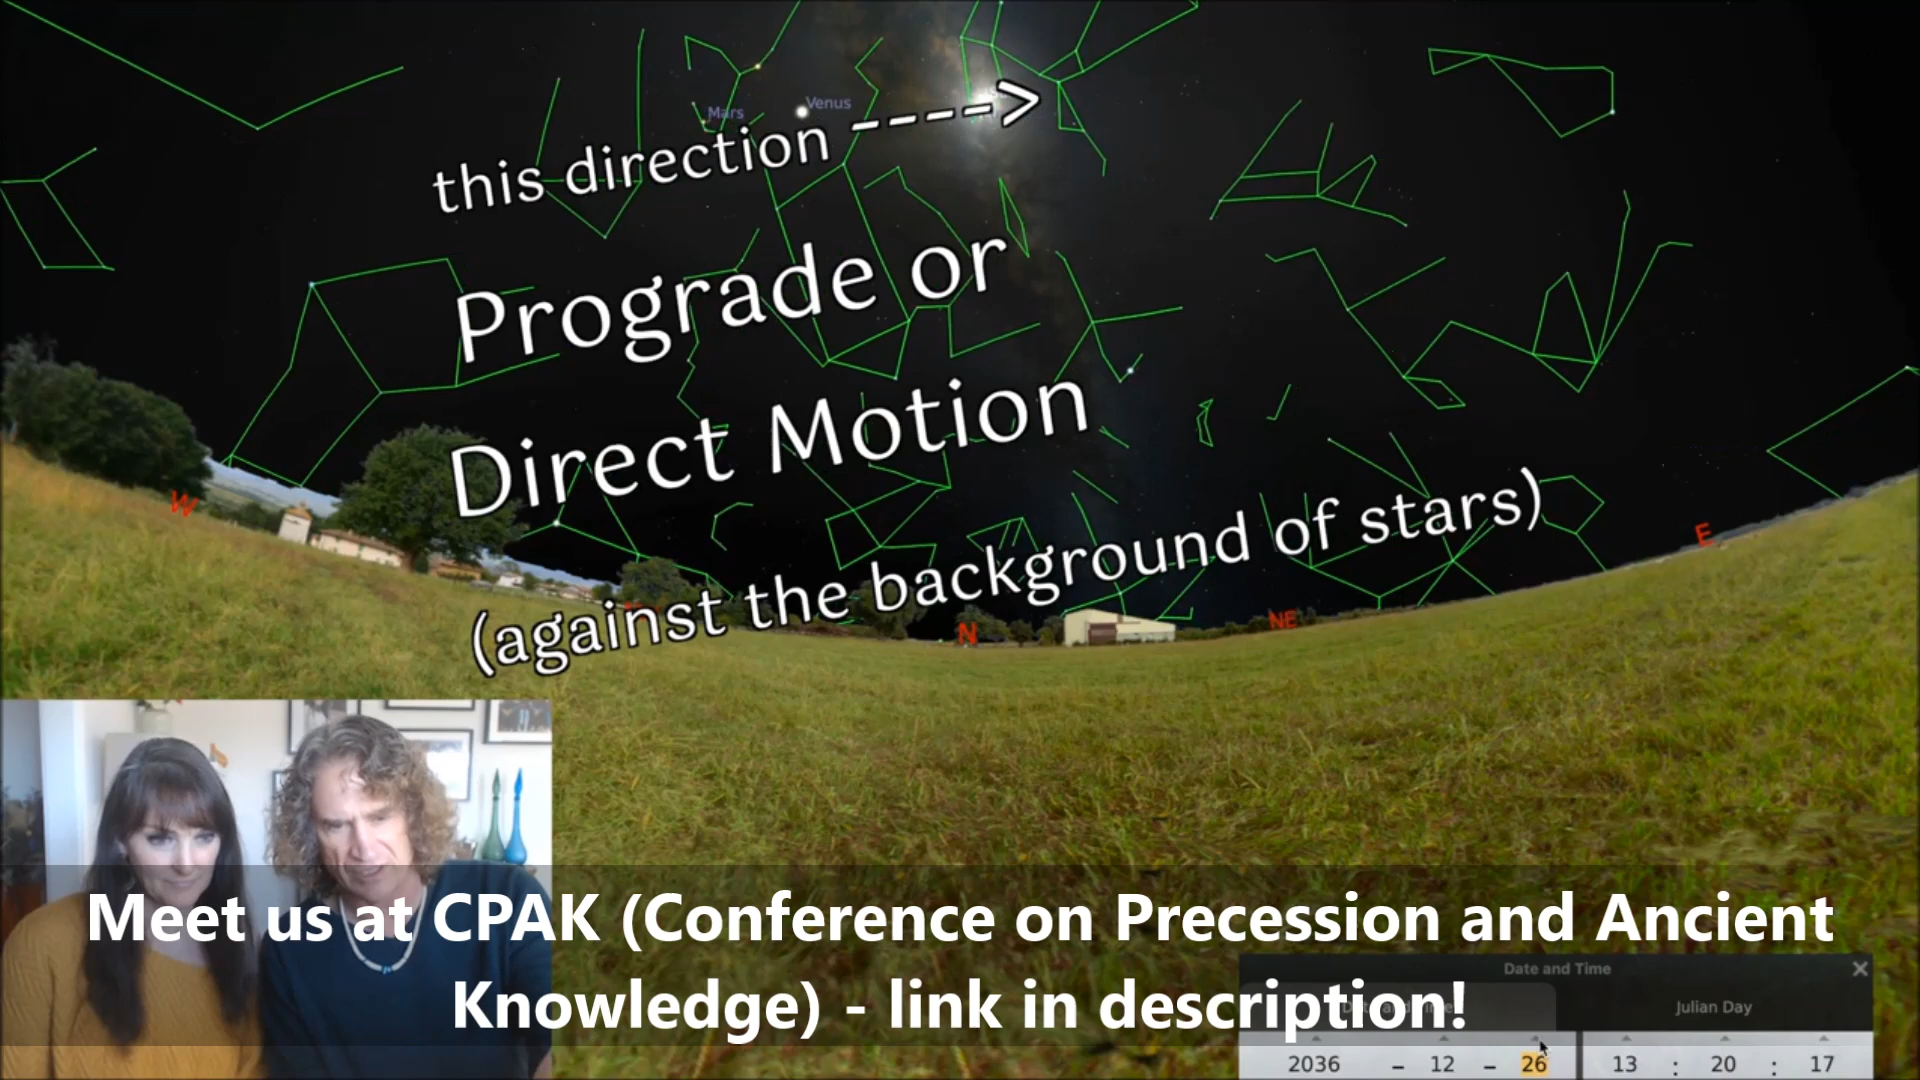 Mars
Venus
this direction ---->
Prograde or
Direct Motion
(against the background of stars)
W
E
N
NE
Meet us at CPAK (Conference on Precession and Ancient
Knowledge) - link in description!
Date and Time
Julian Day
2036 - 12 - 26 13 : 20 : 17